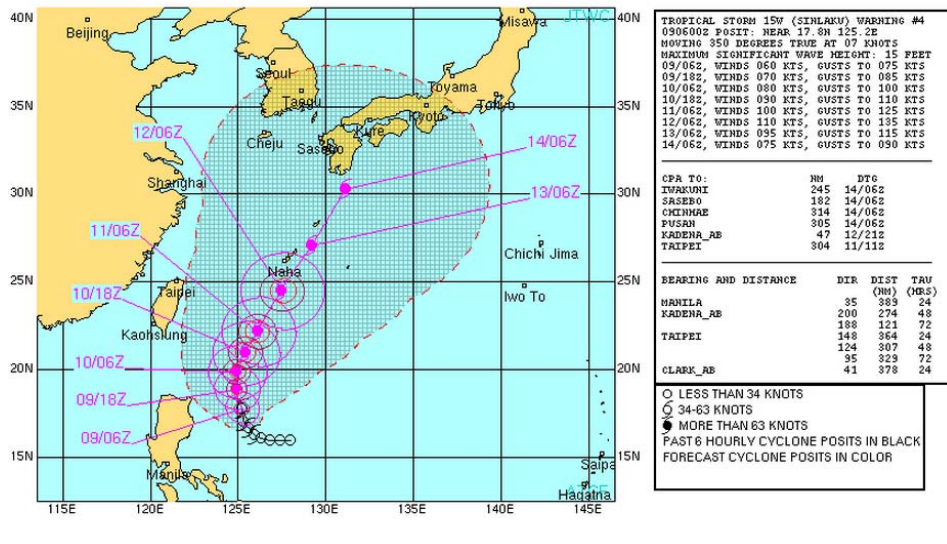 40N
40N
JTWC
Beijing
Misawa
Seoul
Taegu
Toyama
Tokyo
Kyoto
35N
35N
12/06Z
Kure
Cheju
Sasebo
14/06Z
Shanghai
30N
30N
13/06Z
11/06Z
Chichi Jima
Naha
25N
25N
10/18Z
Taipei
Iwo To
Kaohsiung
20N
20N
10/06Z
09/18Z
09/06Z
15N
15N
Saipa
Manila
Hagatna
115E
120E
125E
130E
135E
140E
145E
TROPICAL STORM 15W (SINLAKU) WARNING #4
090600Z POSIT: NEAR 17.8N 125.2E
MOVING 350 DEGREES TRUE AT 07 KNOTS
MAXIMUM SIGNIFICANT WAVE HEIGHT: 15 FEET
09/06Z, WINDS 060 KTS, GUSTS TO 075 KTS
09/18Z, WINDS 070 KTS, GUSTS TO 085 KTS
10/06Z, WINDS 080 KTS, GUSTS TO 100 KTS
10/18Z, WINDS 090 KTS, GUSTS TO 110 KTS
11/06Z, WINDS 100 KTS, GUSTS TO 125 KTS
12/06Z, WINDS 110 KTS, GUSTS TO 135 KTS
13/06Z, WINDS 095 KTS, GUSTS TO 115 KTS
14/06Z, WINDS 075 KTS, GUSTS TO 090 KTS
CPA TO: NM DTG
IWAKUNI 245 14/06Z
SASEBO 182 14/06Z
CHINHAE 314 14/06Z
PUSAN 305 14/06Z
KADENA_AB 47 12/21Z
TAIPEI 304 11/11Z
BEARING AND DISTANCE DIR DIST TAU
(NM) (HRS)
MANILA 35 389 24
KADENA_AB 200 274 48
188 121 72
TAIPEI 148 364 24
124 307 48
95 329 72
CLARK_AB 41 378 24
LESS THAN 34 KNOTS
34-63 KNOTS
MORE THAN 63 KNOTS
PAST 6 HOURLY CYCLONE POSITS IN BLACK
FORECAST CYCLONE POSITS IN COLOR